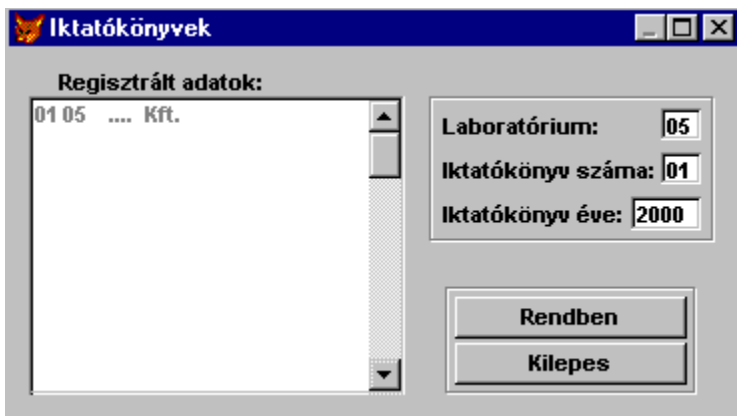 Iktatókönyvek
Regisztrált adatok:
01 05 .... Kft.
Laboratórium: 05
Iktatókönyv száma: 01
Iktatókönyv éve: 2000
Rendben
Kilepes